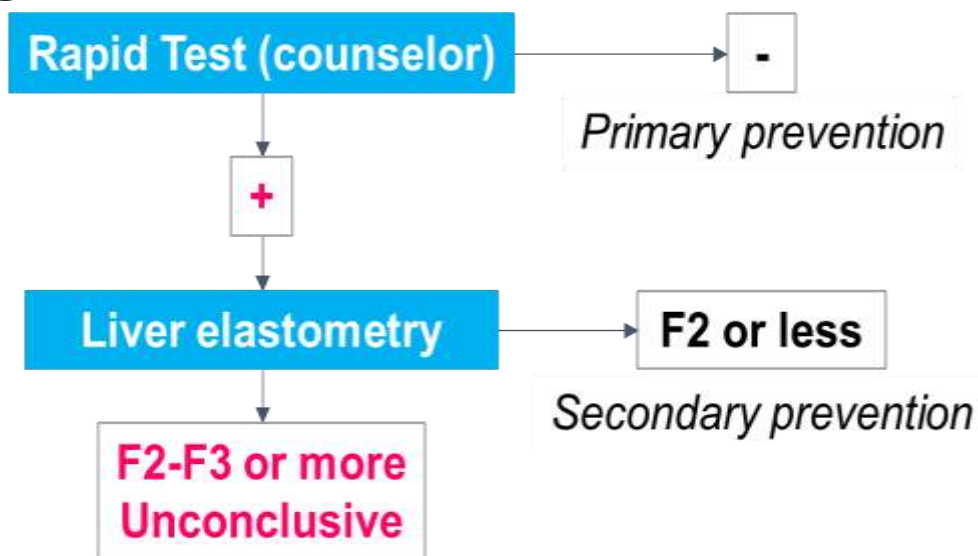 Rapid Test (counselor)
-
Primary prevention
+
Liver elastometry
F2 or less
Secondary prevention
F2-F3 or more
Unconclusive